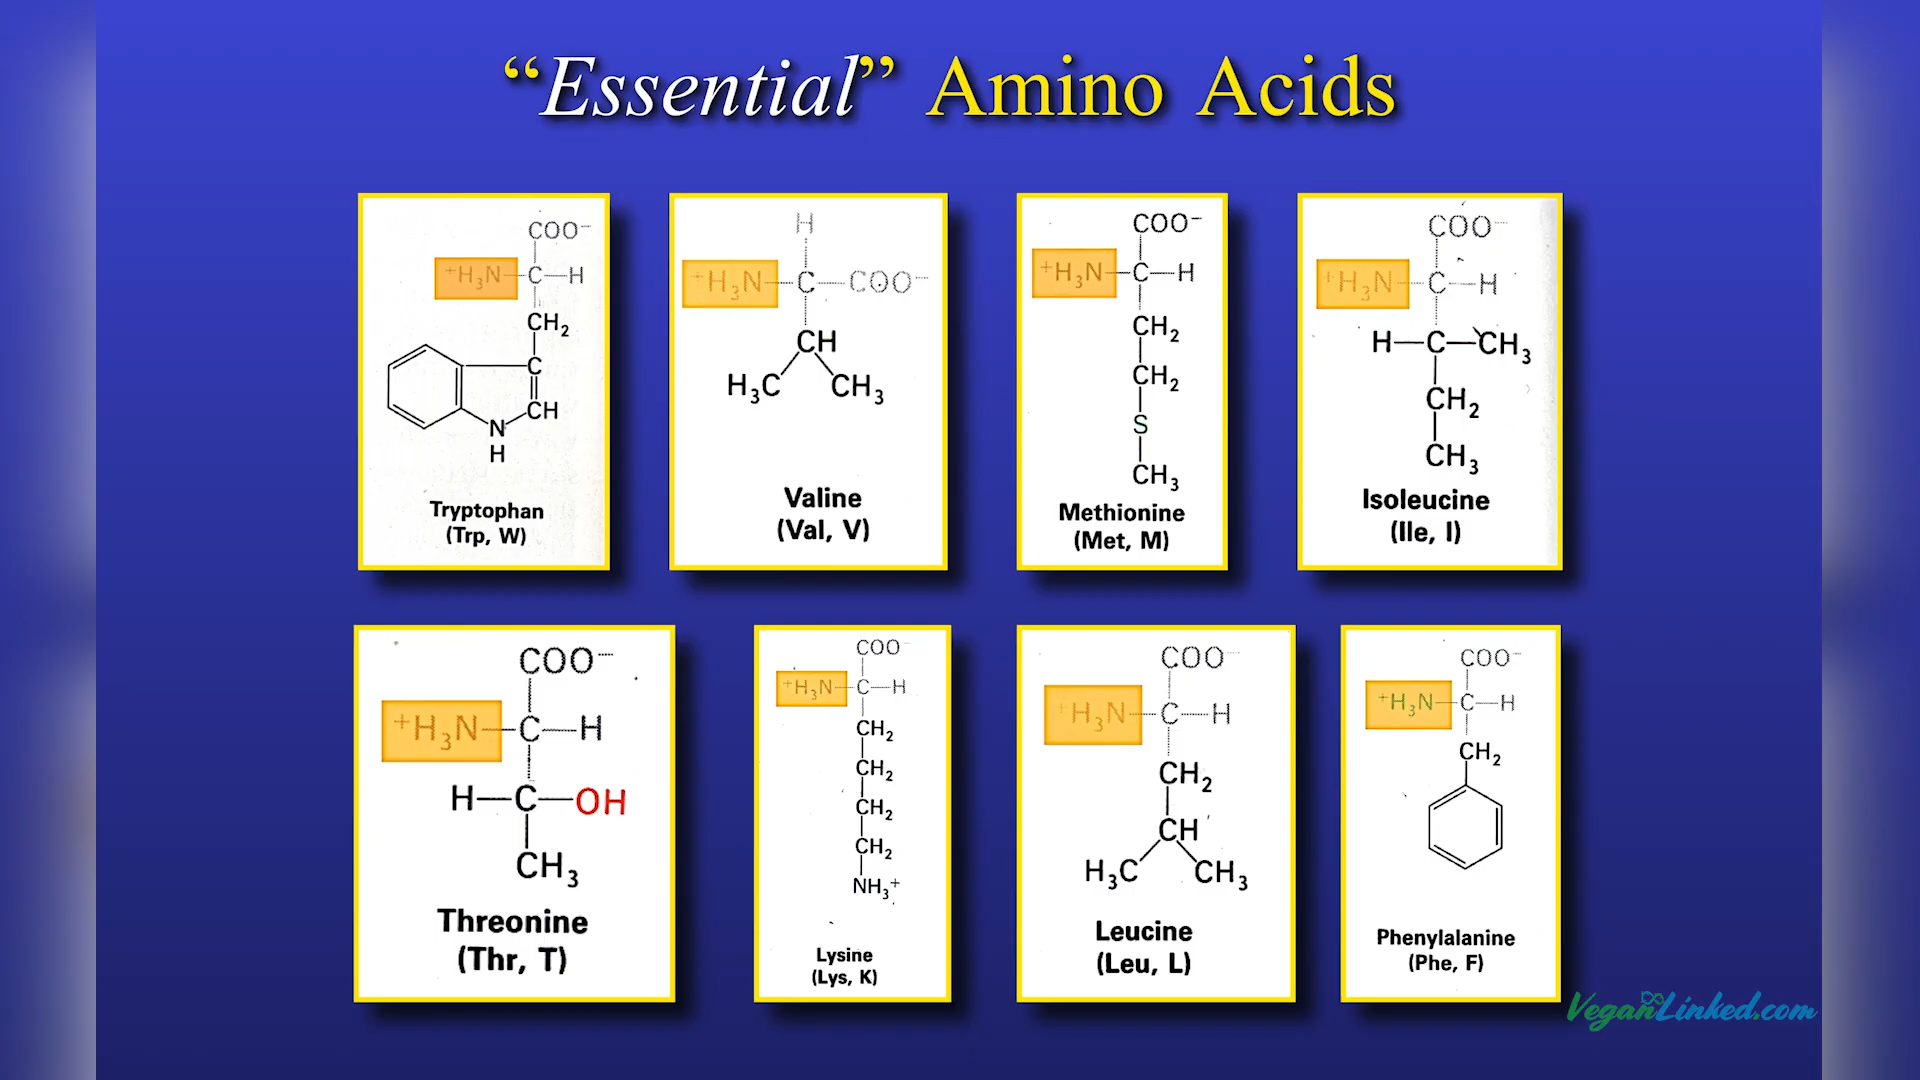 “Essential” Amino Acids
COO⁻
⁺H₃N—C—H
CH₂
C
CH
N
H
Tryptophan
(Trp, W)
H
⁺H₃N—C—COO⁻
CH
H₃C CH₃
Valine
(Val, V)
COO⁻
⁺H₃N—C—H
CH₂
CH₂
S
CH₃
Methionine
(Met, M)
COO⁻
⁺H₃N—C—H
H—C—CH₃
CH₂
CH₃
Isoleucine
(Ile, I)
COO⁻
⁺H₃N—C—H
H—C—OH
CH₃
Threonine
(Thr, T)
COO⁻
⁺H₃N—C—H
CH₂
CH₂
CH₂
CH₂
NH₃⁺
Lysine
(Lys, K)
COO⁻
⁺H₃N—C—H
CH₂
CH
H₃C CH₃
Leucine
(Leu, L)
COO⁻
⁺H₃N—C—H
CH₂
Phenylalanine
(Phe, F)
VeganLinked.com